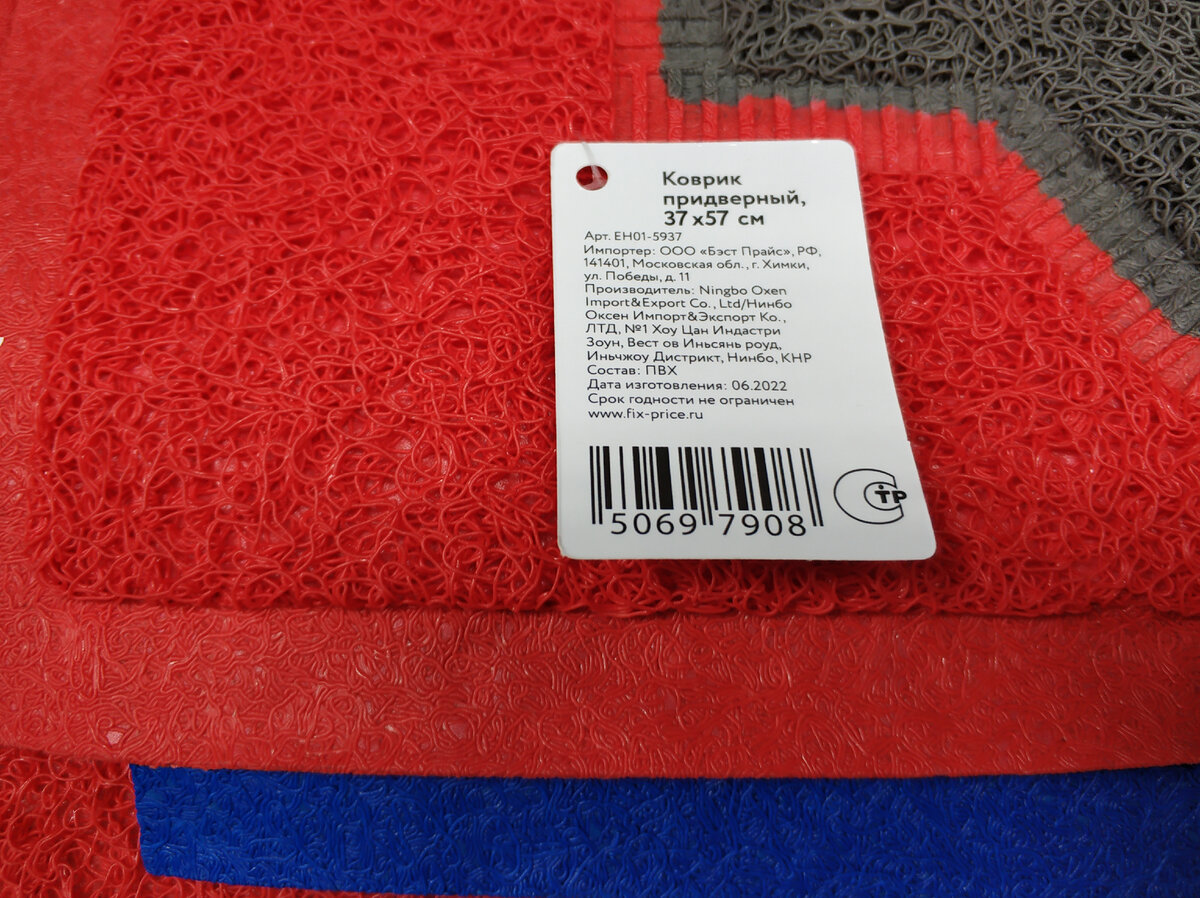 Коврик
придверный,
37х57 см
Арт. EH01-5937
Импортер: ООО «Бэст Прайс», РФ,
141401, Московская обл., г. Химки,
ул. Победы, д. 11
Производитель: Ningbo Oxen
Import&Export Co., Ltd/Нинбо
Оксен Импорт&Экспорт Ко.,
ЛТД, №1 Хоу Цан Индастри
Зоун, Вест ов Иньсянь роуд,
Иньчжоу Дистрикт, Нинбо, КНР
Состав: ПВХ
Дата изготовления: 06.2022
Срок годности не ограничен
www.fix-price.ru
5069 7908
СТР